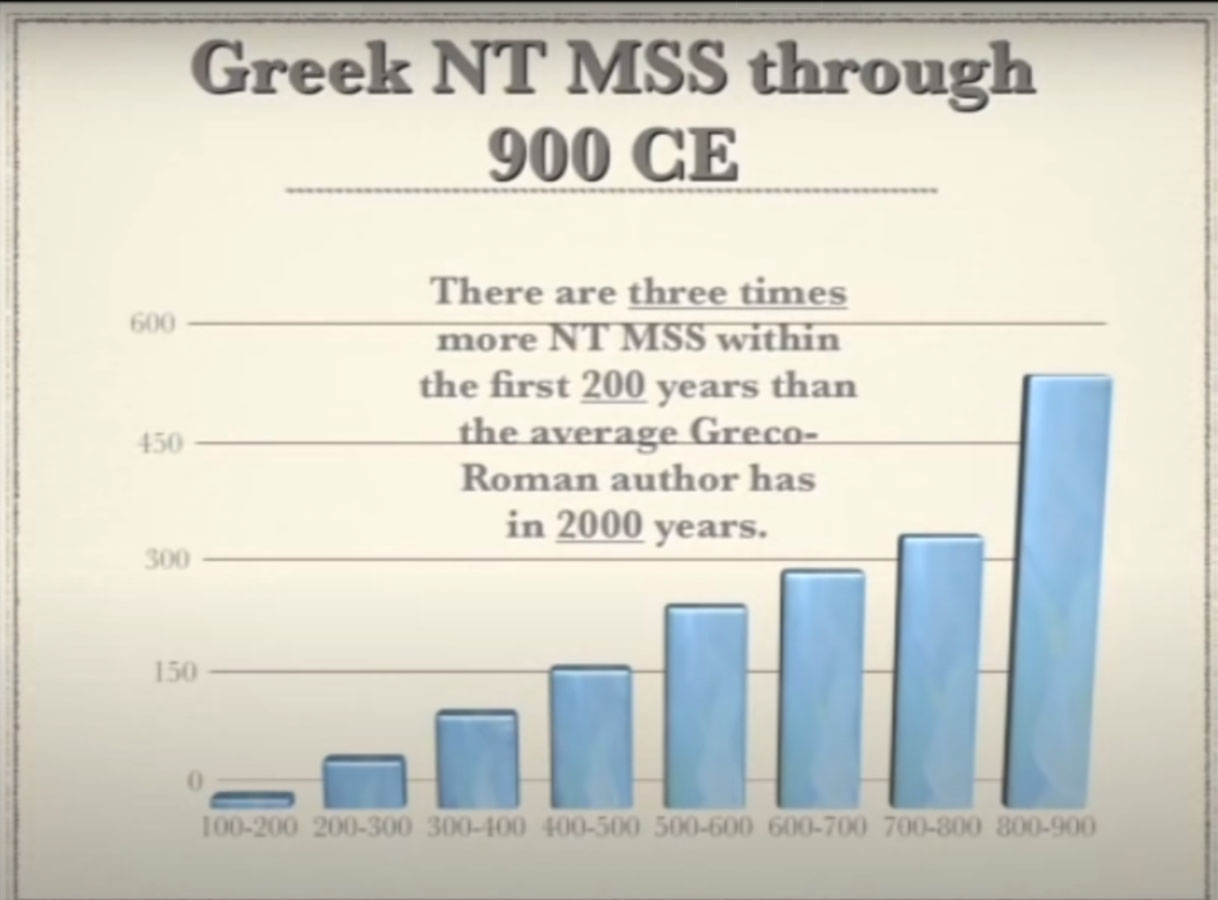 Greek NT MSS through
900 CE
There are three times
600
more NT MSS within
the first 200 years than
450
the average Greco-
Roman author has
in 2000 years.
300
150
0
100-200 200-300 300-400 400-500 500-600 600-700 700-800 800-900